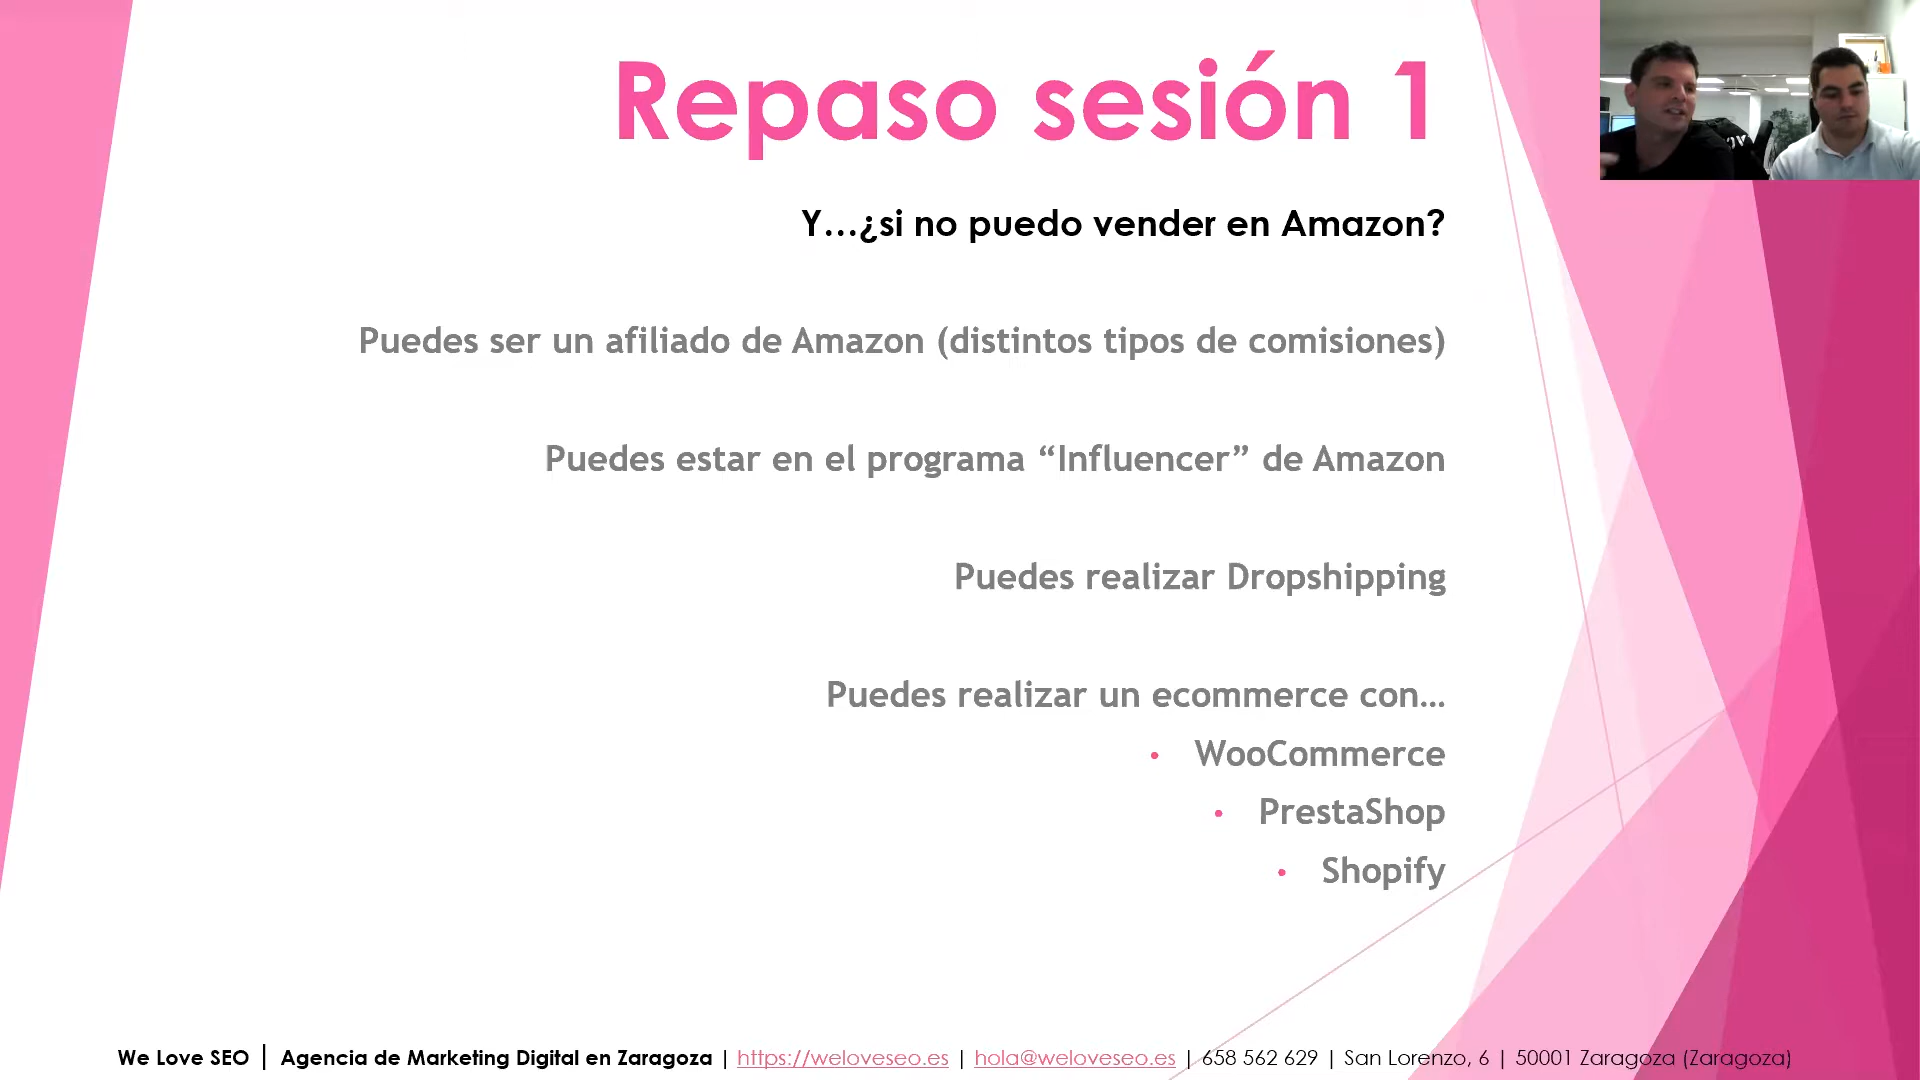 Repaso sesión 1
Y...¿si no puedo vender en Amazon?
Puedes ser un afiliado de Amazon (distintos tipos de comisiones)
Puedes estar en el programa “Influencer” de Amazon
Puedes realizar Dropshipping
Puedes realizar un ecommerce con...
• WooCommerce
• PrestaShop
• Shopify
We Love SEO | Agencia de Marketing Digital en Zaragoza | https://weloveseo.es | hola@weloveseo.es | 658 562 629 | San Lorenzo, 6 | 50001 Zaragoza (Zaragoza)